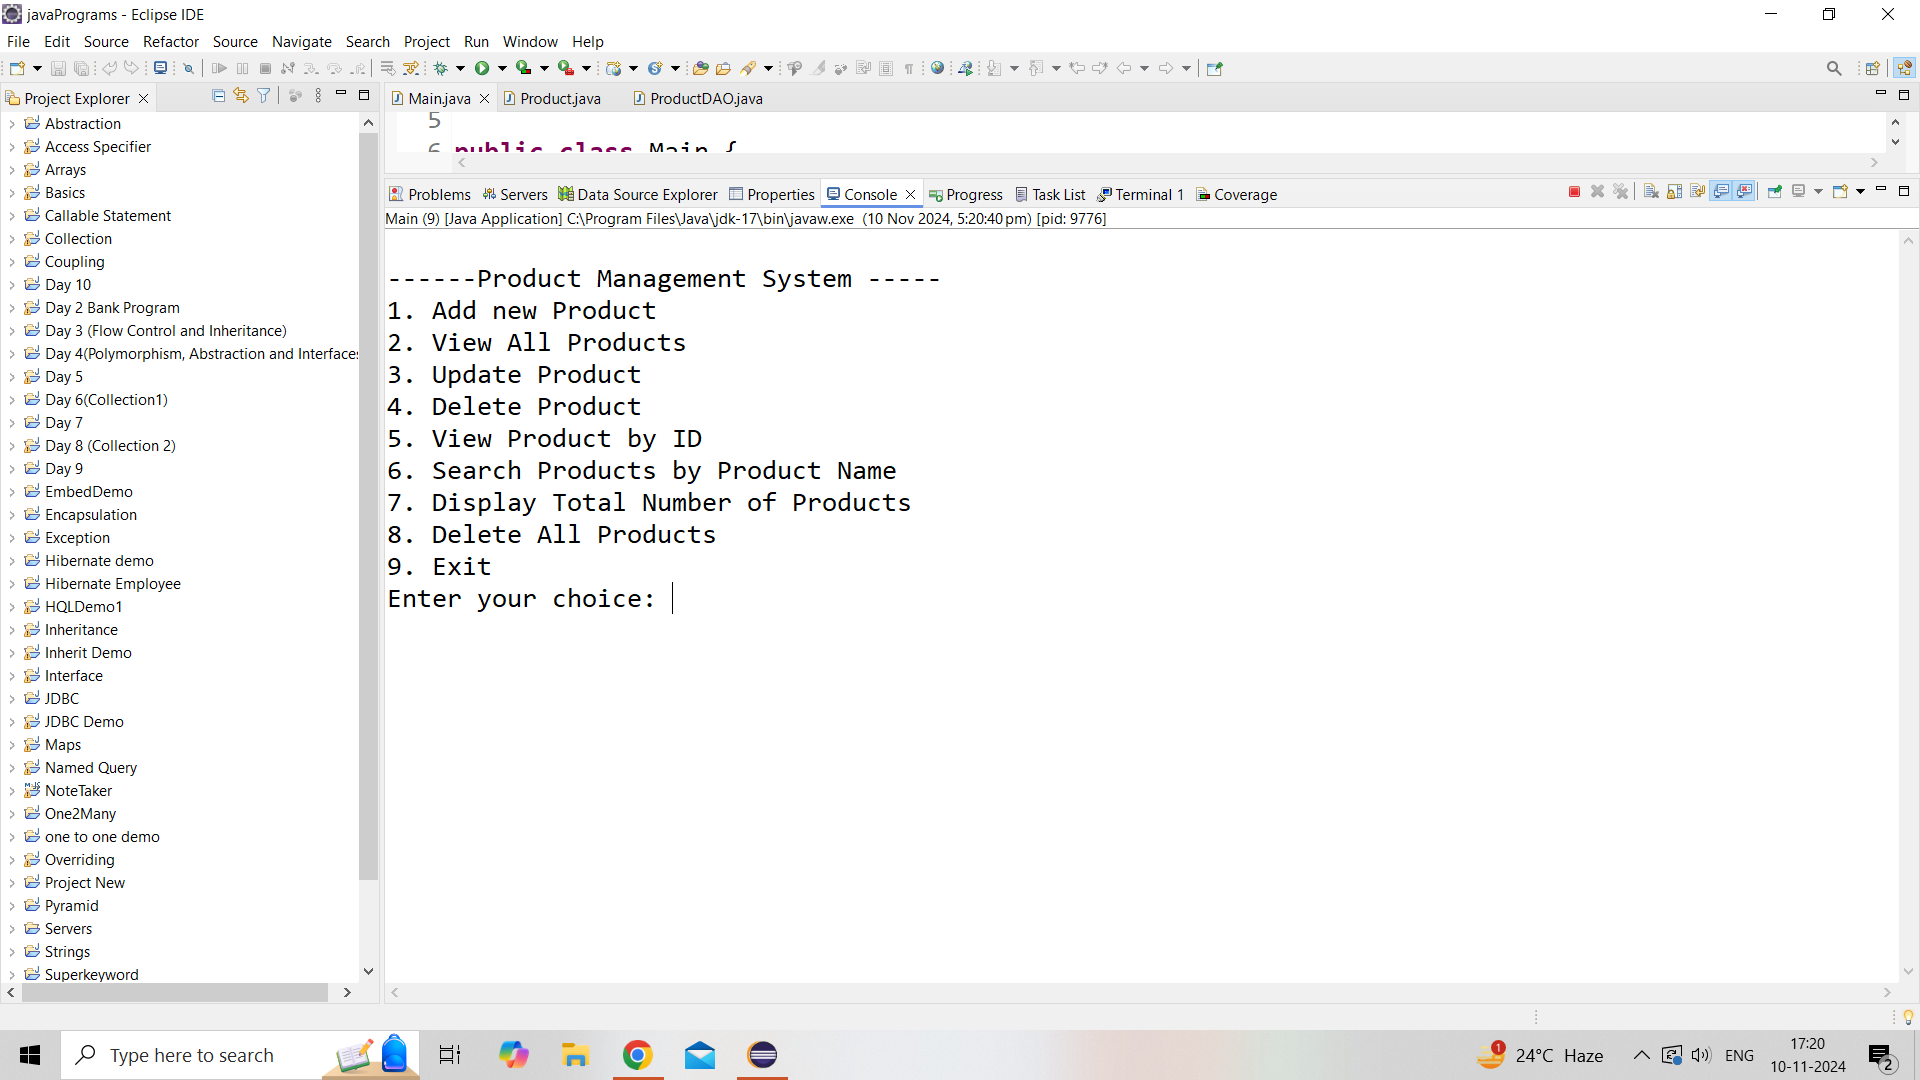 javaPrograms - Eclipse IDE
File Edit Source Refactor Source Navigate Search Project Run Window Help
Project Explorer
Abstraction
Access Specifier
Arrays
Basics
Callable Statement
Collection
Coupling
Day 10
Day 2 Bank Program
Day 3 (Flow Control and Inheritance)
Day 4(Polymorphism, Abstraction and Interfaces
Day 5
Day 6(Collection1)
Day 7
Day 8 (Collection 2)
Day 9
EmbedDemo
Encapsulation
Exception
Hibernate demo
Hibernate Employee
HQLDemo1
Inheritance
Inherit Demo
Interface
JDBC
JDBC Demo
Maps
Named Query
NoteTaker
One2Many
one to one demo
Overriding
Project New
Pyramid
Servers
Strings
Superkeyword
Main.java Product.java ProductDAO.java
5
6 public class Main {
Problems Servers Data Source Explorer Properties Console Progress Task List Terminal 1 Coverage
Main (9) [Java Application] C:\Program Files\Java\jdk-17\bin\javaw.exe (10 Nov 2024, 5:20:40 pm) [pid: 9776]
------Product Management System -----
1. Add new Product
2. View All Products
3. Update Product
4. Delete Product
5. View Product by ID
6. Search Products by Product Name
7. Display Total Number of Products
8. Delete All Products
9. Exit
Enter your choice:
Type here to search
1
24°C Haze
ENG
17:20
10-11-2024
2